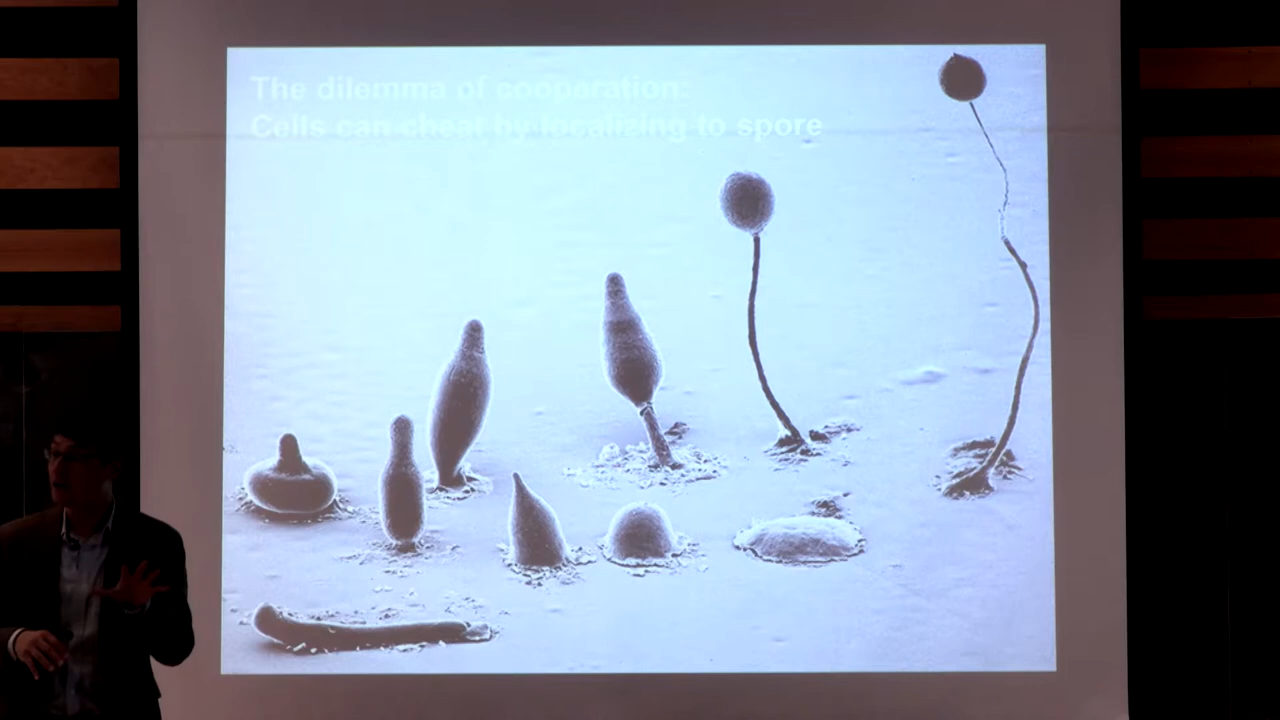 The dilemma of cooperation:
Cells can cheat by localizing to spore